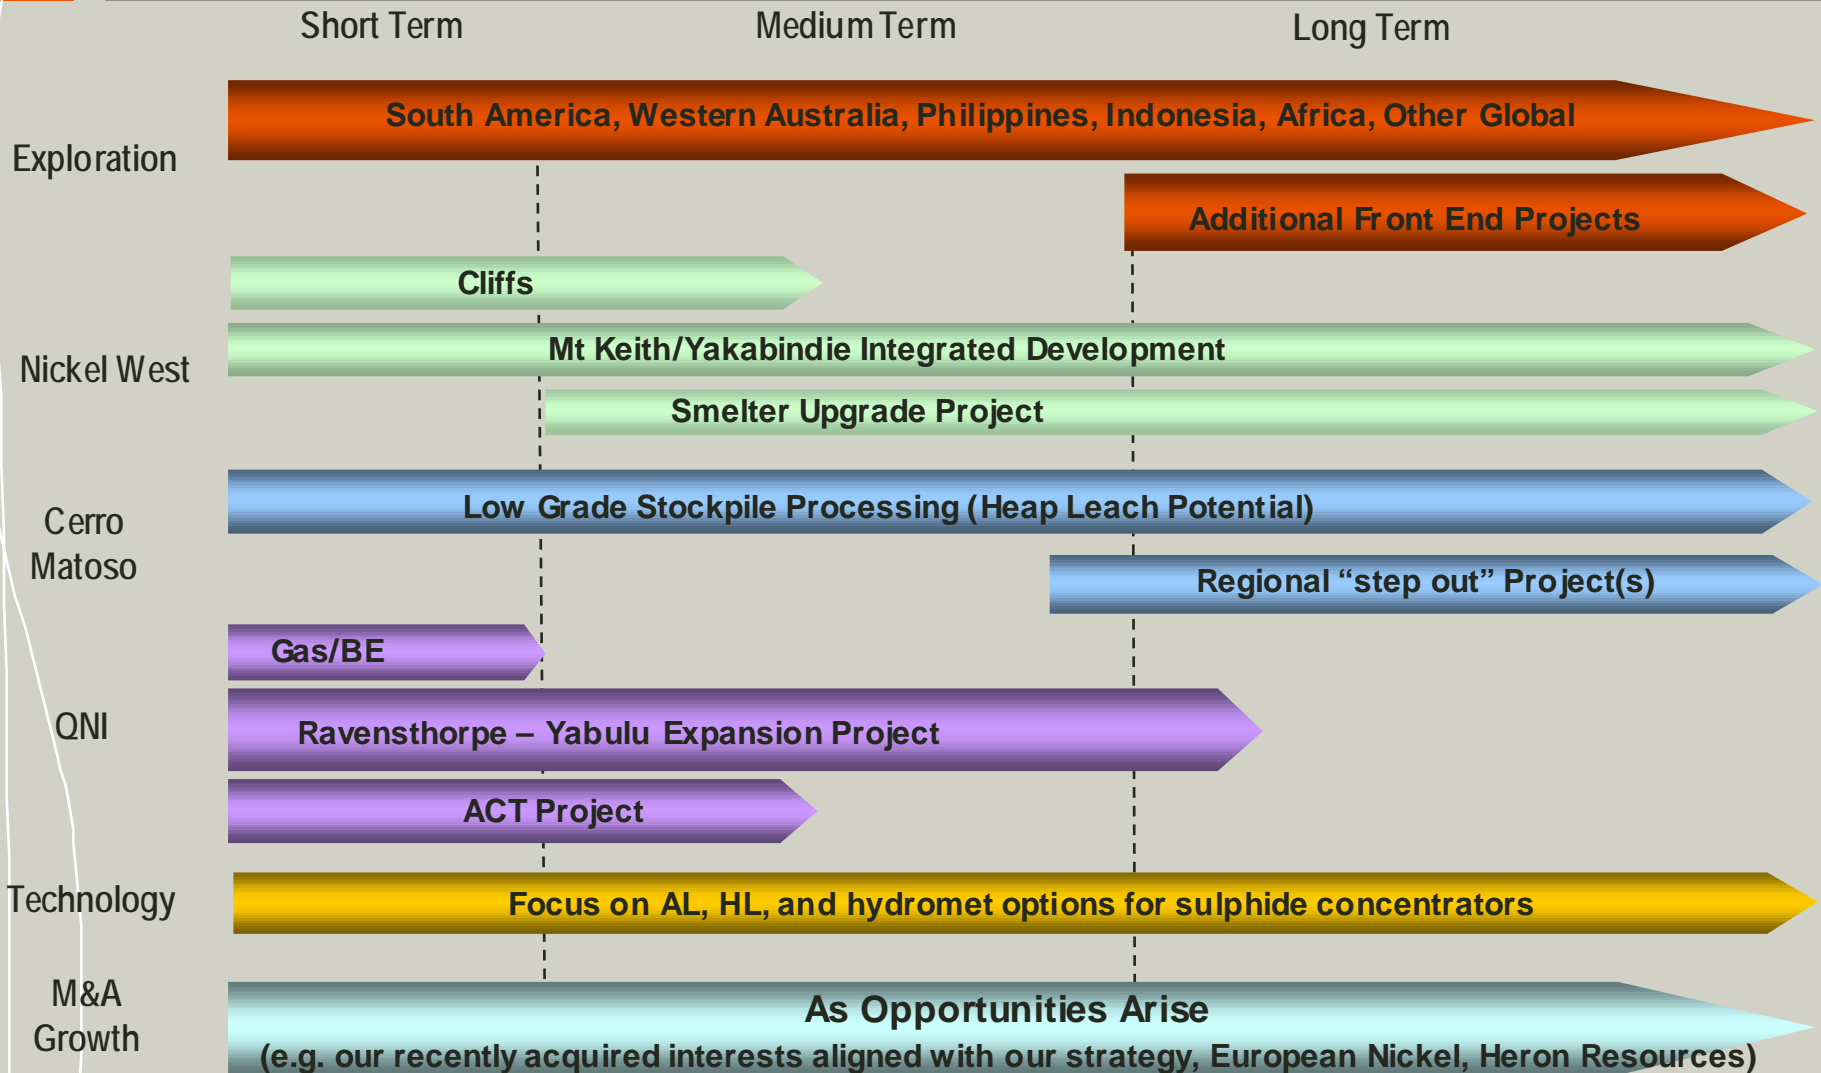 Short Term
Medium Term
Long Term
South America, Western Australia, Philippines, Indonesia, Africa, Other Global
Exploration
Additional Front End Projects
Cliffs
Nickel West
Mt Keith/Yakabindie Integrated Development
Smelter Upgrade Project
Cerro
Matoso
Low Grade Stockpile Processing (Heap Leach Potential)
Regional “step out” Project(s)
Gas/BE
QNI
Ravensthorpe – Yabulu Expansion Project
ACT Project
Technology
Focus on AL, HL, and hydromet options for sulphide concentrators
M&A
Growth
As Opportunities Arise
(e.g. our recently acquired interests aligned with our strategy, European Nickel, Heron Resources)